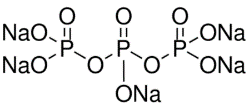 O O O
NaO P P P ONa
NaO O O ONa
ONa